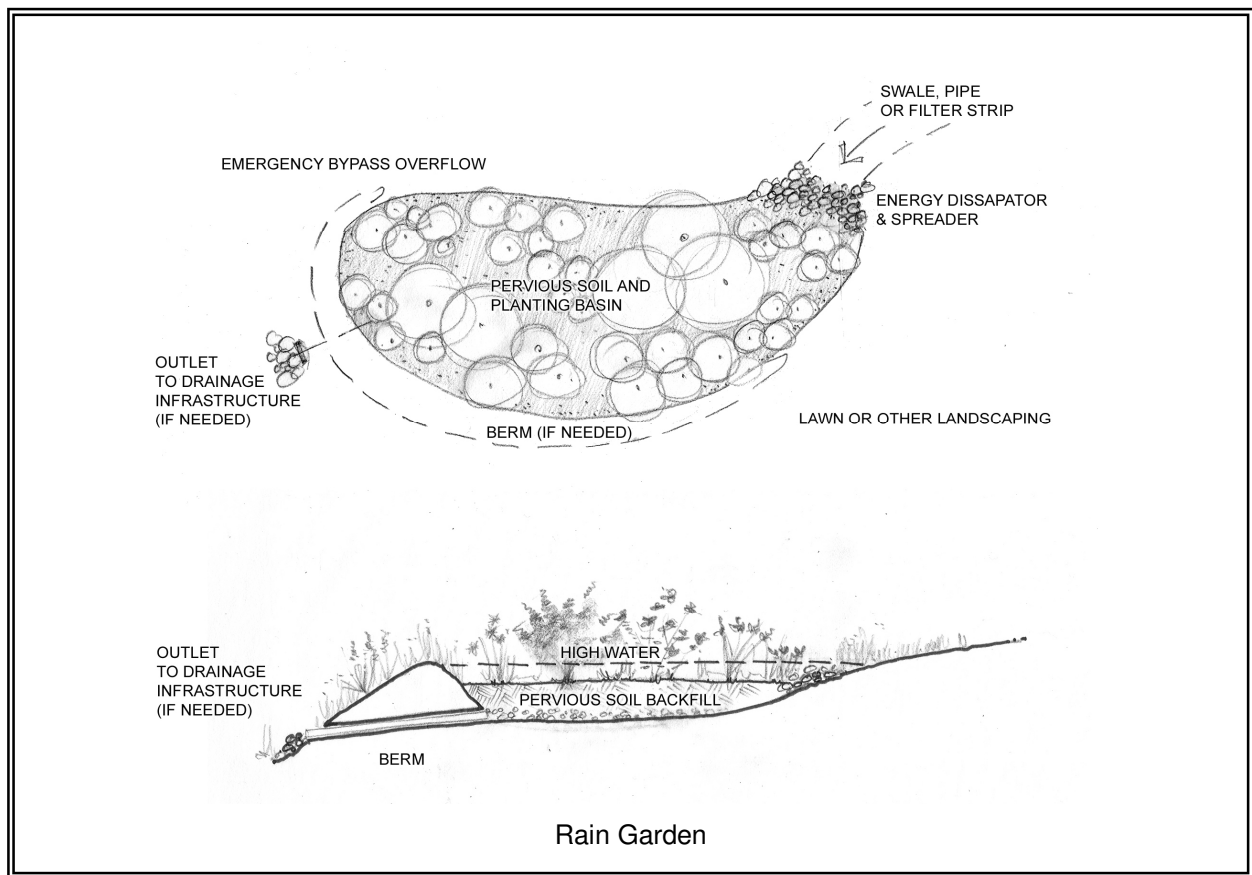 SWALE, PIPE
OR FILTER STRIP
EMERGENCY BYPASS OVERFLOW
ENERGY DISSAPATOR
& SPREADER
PERVIOUS SOIL AND
PLANTING BASIN
OUTLET
TO DRAINAGE
INFRASTRUCTURE
(IF NEEDED)
LAWN OR OTHER LANDSCAPING
BERM (IF NEEDED)
HIGH WATER
OUTLET
TO DRAINAGE
INFRASTRUCTURE
(IF NEEDED)
PERVIOUS SOIL BACKFILL
BERM
Rain Garden